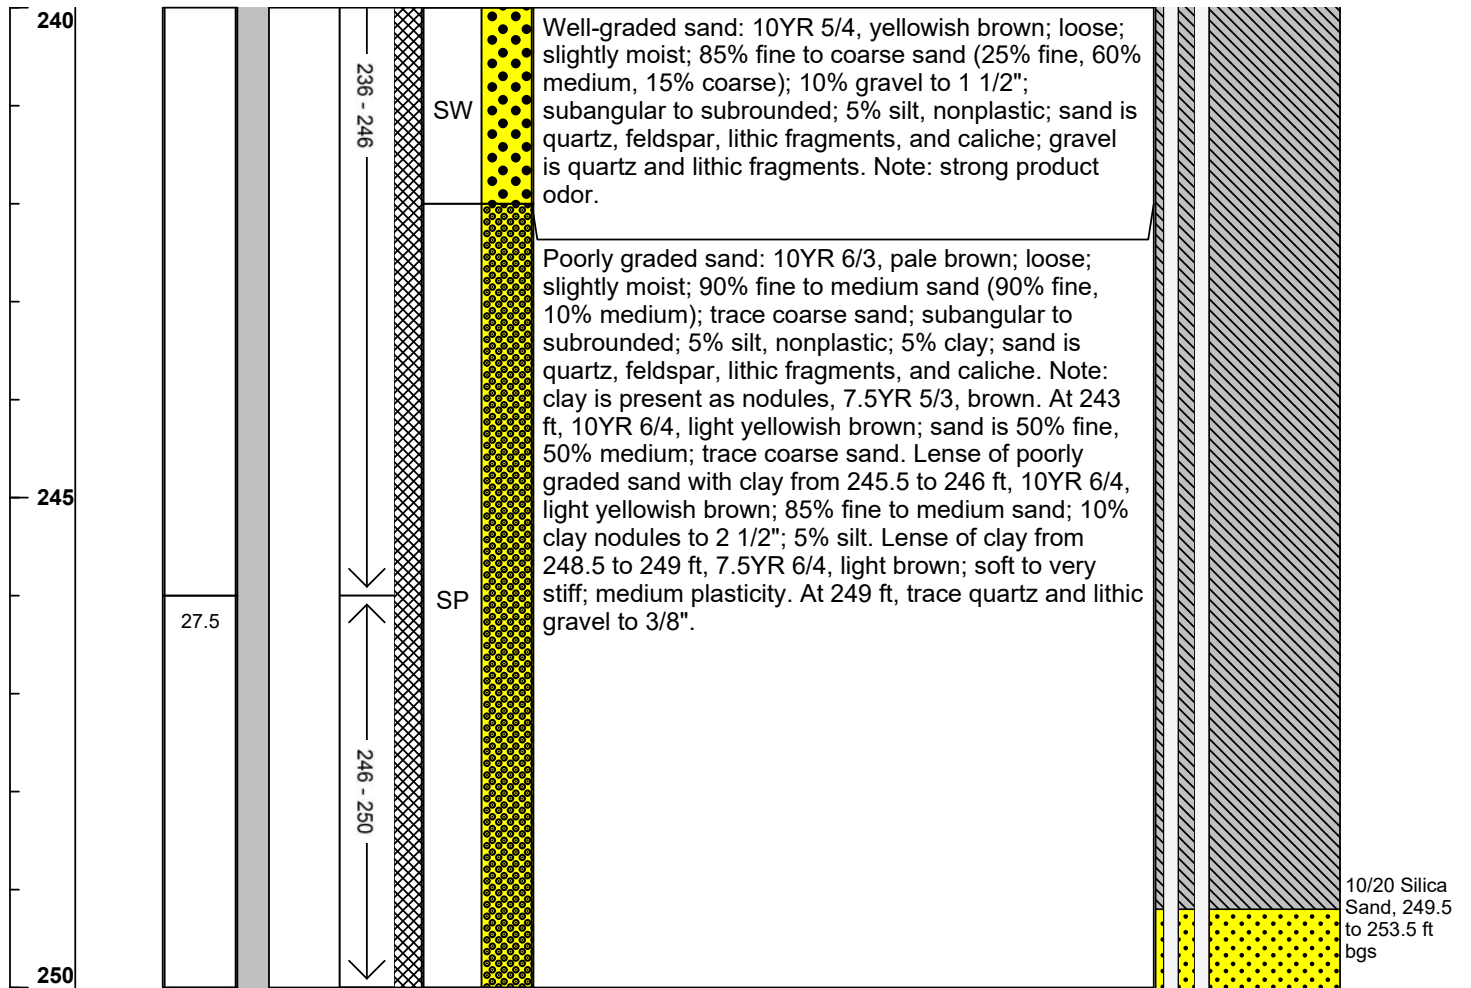 240
236 - 246
SW
Well-graded sand: 10YR 5/4, yellowish brown; loose;
slightly moist; 85% fine to coarse sand (25% fine, 60%
medium, 15% coarse); 10% gravel to 1 1/2";
subangular to subrounded; 5% silt, nonplastic; sand is
quartz, feldspar, lithic fragments, and caliche; gravel
is quartz and lithic fragments. Note: strong product
odor.
Poorly graded sand: 10YR 6/3, pale brown; loose;
slightly moist; 90% fine to medium sand (90% fine,
10% medium); trace coarse sand; subangular to
subrounded; 5% silt, nonplastic; 5% clay; sand is
quartz, feldspar, lithic fragments, and caliche. Note:
clay is present as nodules, 7.5YR 5/3, brown. At 243
ft, 10YR 6/4, light yellowish brown; sand is 50% fine,
50% medium; trace coarse sand. Lense of poorly
graded sand with clay from 245.5 to 246 ft, 10YR 6/4,
light yellowish brown; 85% fine to medium sand; 10%
clay nodules to 2 1/2"; 5% silt. Lense of clay from
248.5 to 249 ft, 7.5YR 6/4, light brown; soft to very
stiff; medium plasticity. At 249 ft, trace quartz and lithic
gravel to 3/8".
245
SP
27.5
246 - 250
10/20 Silica
Sand, 249.5
to 253.5 ft
bgs
250